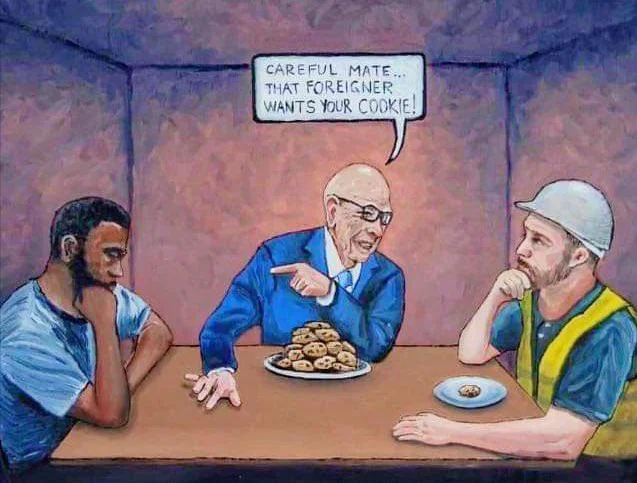 CAREFUL MATE...
THAT FOREIGNER
WANTS YOUR COOKIE!